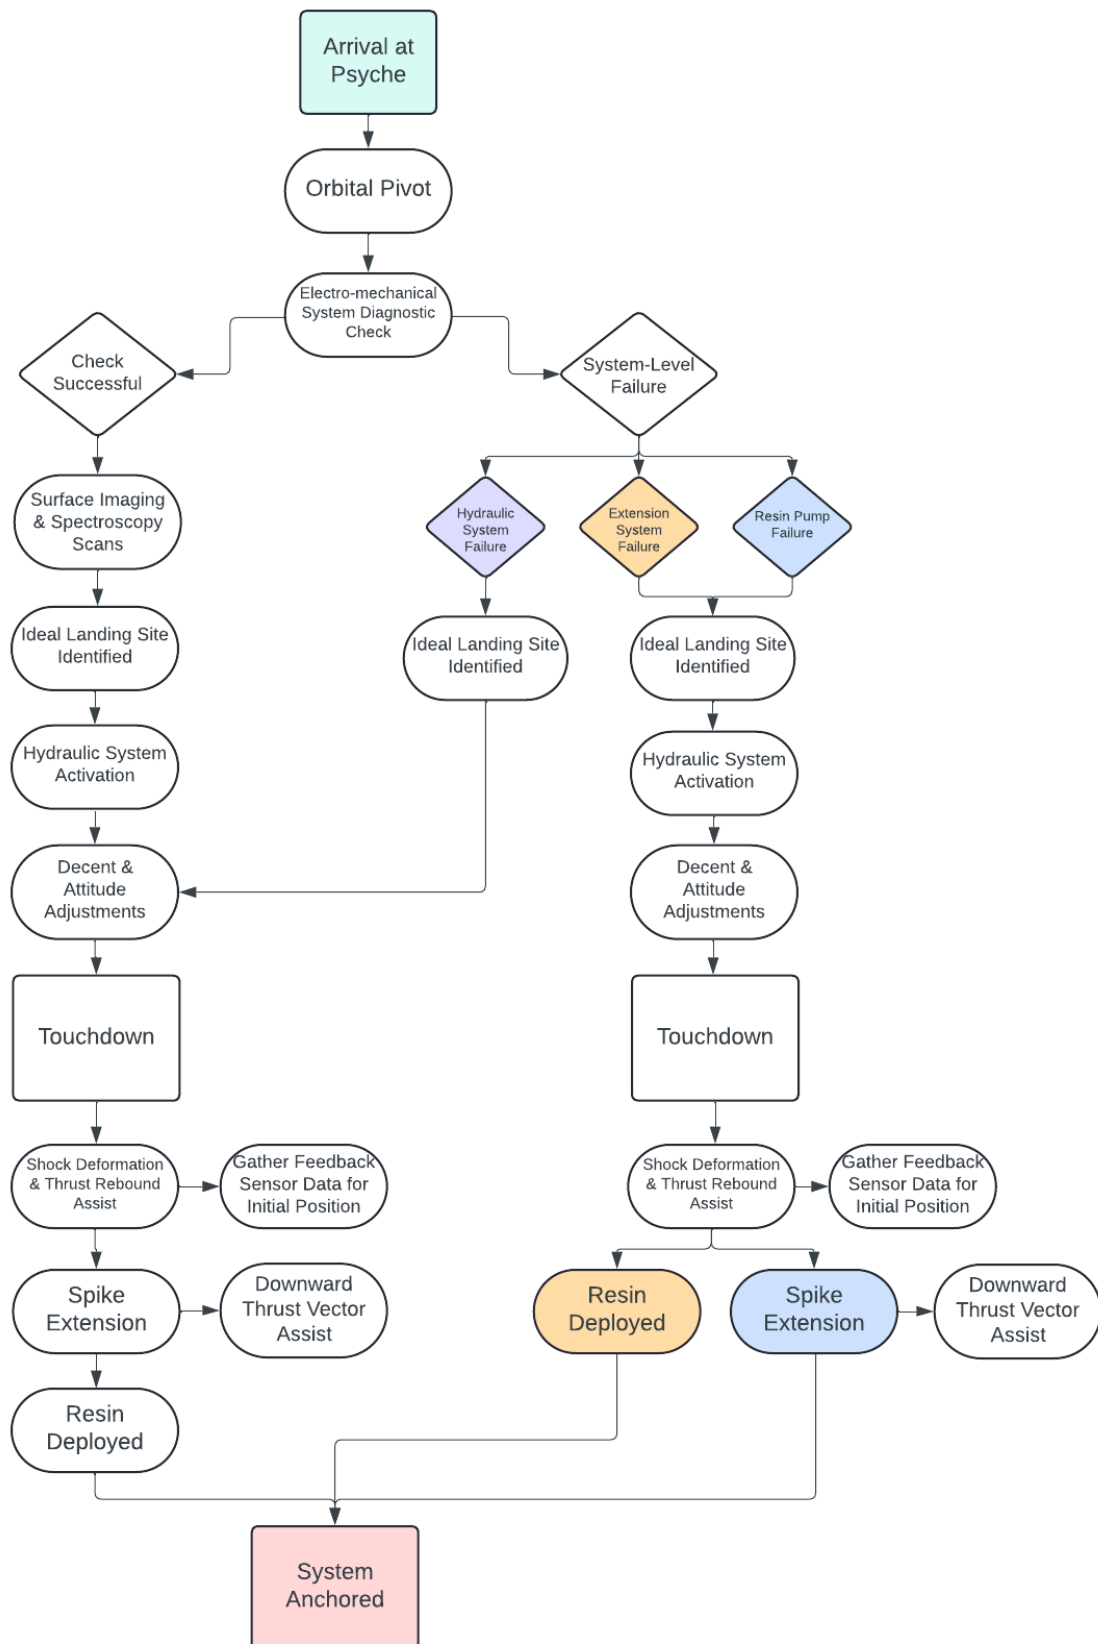 Arrival at
Psyche
Orbital Pivot
Electro-mechanical
System Diagnostic
Check
Check
Successful
System-Level
Failure
Surface Imaging
& Spectroscopy
Scans
Hydraulic
System
Failure
Extension
System
Failure
Resin Pump
Failure
Ideal Landing Site
Identified
Ideal Landing Site
Identified
Ideal Landing Site
Identified
Hydraulic System
Activation
Hydraulic System
Activation
Decent &
Attitude
Adjustments
Decent &
Attitude
Adjustments
Touchdown
Touchdown
Shock Deformation
& Thrust Rebound
Assist
Gather Feedback
Sensor Data for
Initial Position
Shock Deformation
& Thrust Rebound
Assist
Gather Feedback
Sensor Data for
Initial Position
Spike
Extension
Downward
Thrust Vector
Assist
Resin
Deployed
Spike
Extension
Downward
Thrust Vector
Assist
Resin
Deployed
System
Anchored